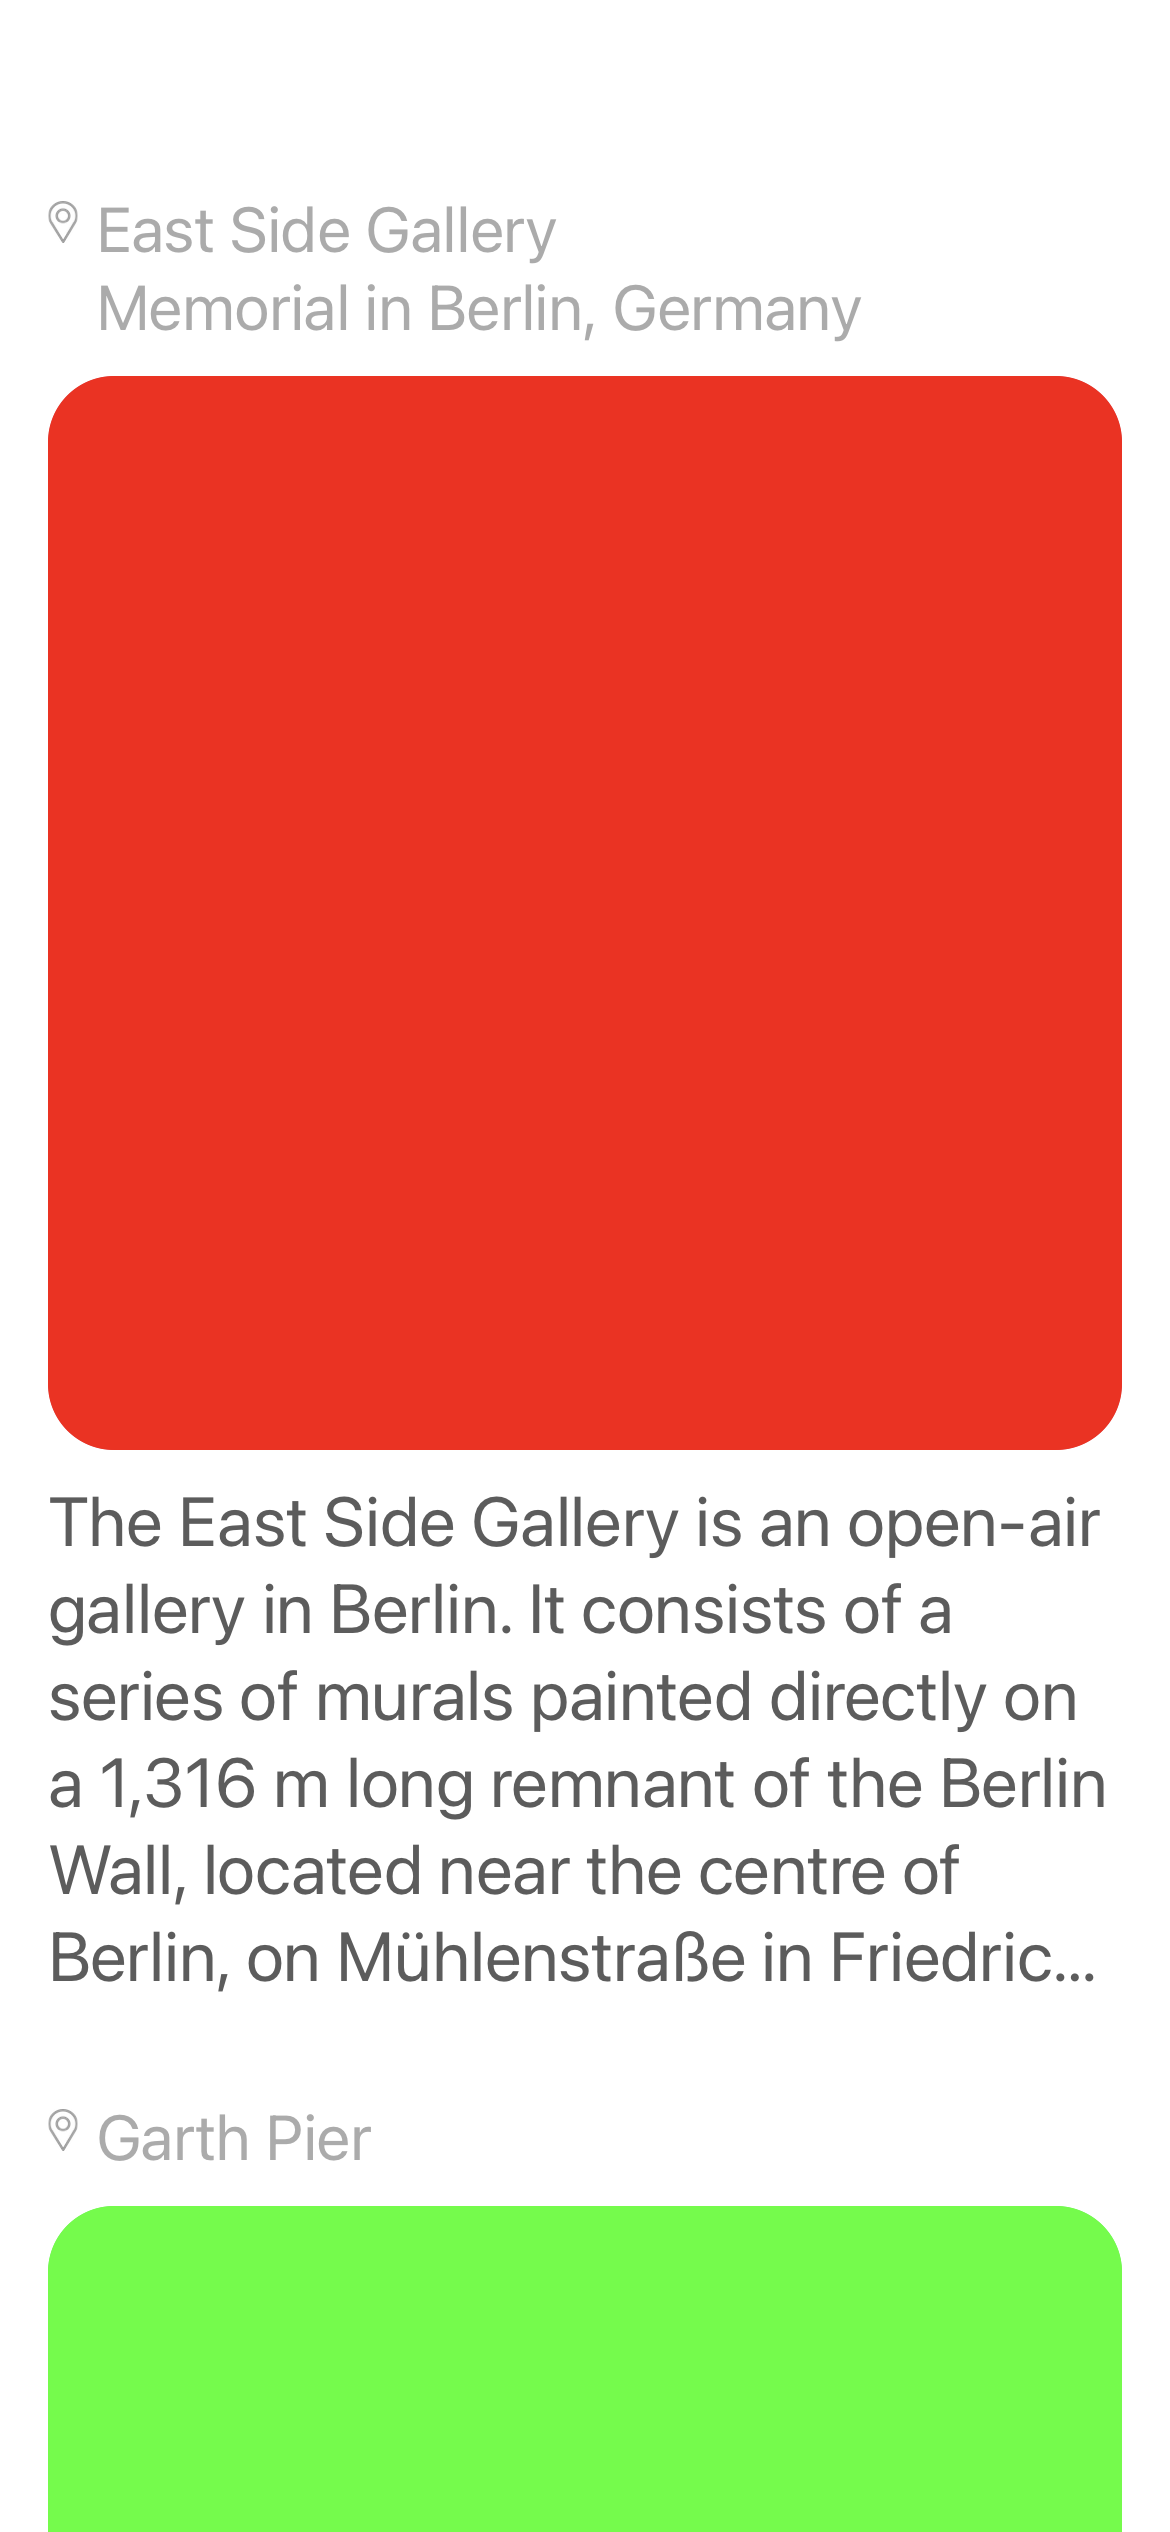 East Side Gallery
Memorial in Berlin, Germany
The East Side Gallery is an open-air
gallery in Berlin. It consists of a
series of murals painted directly on
a 1,316 m long remnant of the Berlin
Wall, located near the centre of
Berlin, on Mühlenstraße in Friedric...
Garth Pier